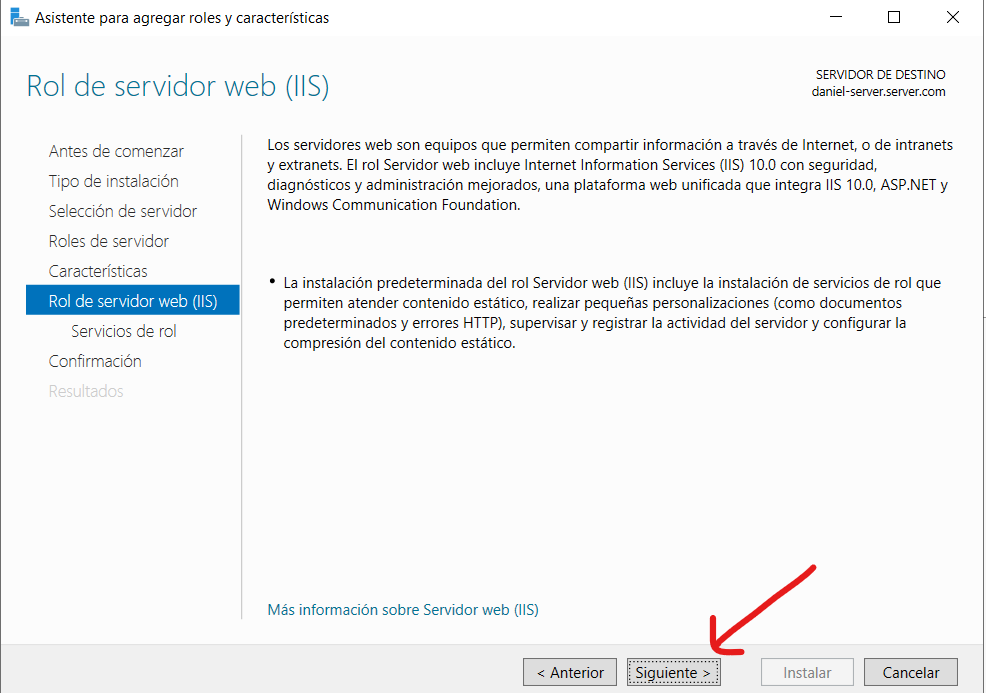 Asistente para agregar roles y características
Rol de servidor web (IIS)
SERVIDOR DE DESTINO
daniel-server.server.com
Antes de comenzar
Tipo de instalación
Selección de servidor
Roles de servidor
Características
Rol de servidor web (IIS)
Servicios de rol
Confirmación
Resultados
Los servidores web son equipos que permiten compartir información a través de Internet, o de intranets
y extranets. El rol Servidor web incluye Internet Information Services (IIS) 10.0 con seguridad,
diagnósticos y administración mejorados, una plataforma web unificada que integra IIS 10.0, ASP.NET y
Windows Communication Foundation.
• La instalación predeterminada del rol Servidor web (IIS) incluye la instalación de servicios de rol que
permiten atender contenido estático, realizar pequeñas personalizaciones (como documentos
predeterminados y errores HTTP), supervisar y registrar la actividad del servidor y configurar la
compresión del contenido estático.
Más información sobre Servidor web (IIS)
< Anterior
Siguiente >
Instalar
Cancelar